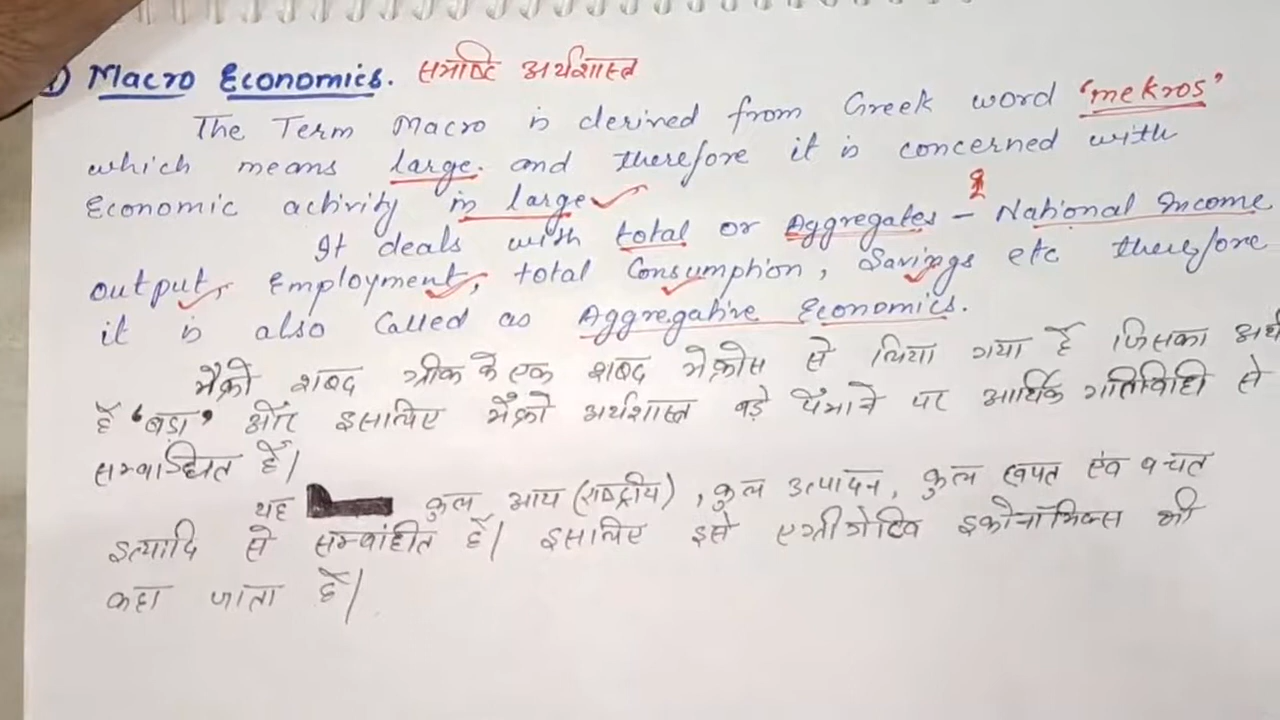 1) Macro Economics. समष्टि अर्थशास्त्र
The Term Macro is derived from Greek word 'mekros'
which means large. and therefore it is concerned with
Economic activity in large
It deals with total or Aggregates - National Income
output, Employment, total Consumption, Savings etc therefore
it is also Called as Aggregative Economics.
मैक्रो शब्द ग्रीक के एक शब्द मेक्रोस से लिया गया है जिसका अर्थ
है 'बड़ा' और इसलिए मैक्रो अर्थशास्त्र बड़े पैमाने पर आर्थिक गतिविधि से
सम्बन्धित है।
यह कुल आय (राष्ट्रीय), कुल उत्पादन, कुल खपत एंव बचत
इत्यादि से सम्बंधित है। इसलिए इसे एग्रीगेटिव इकोनॉमिक्स भी
कहा जाता है।